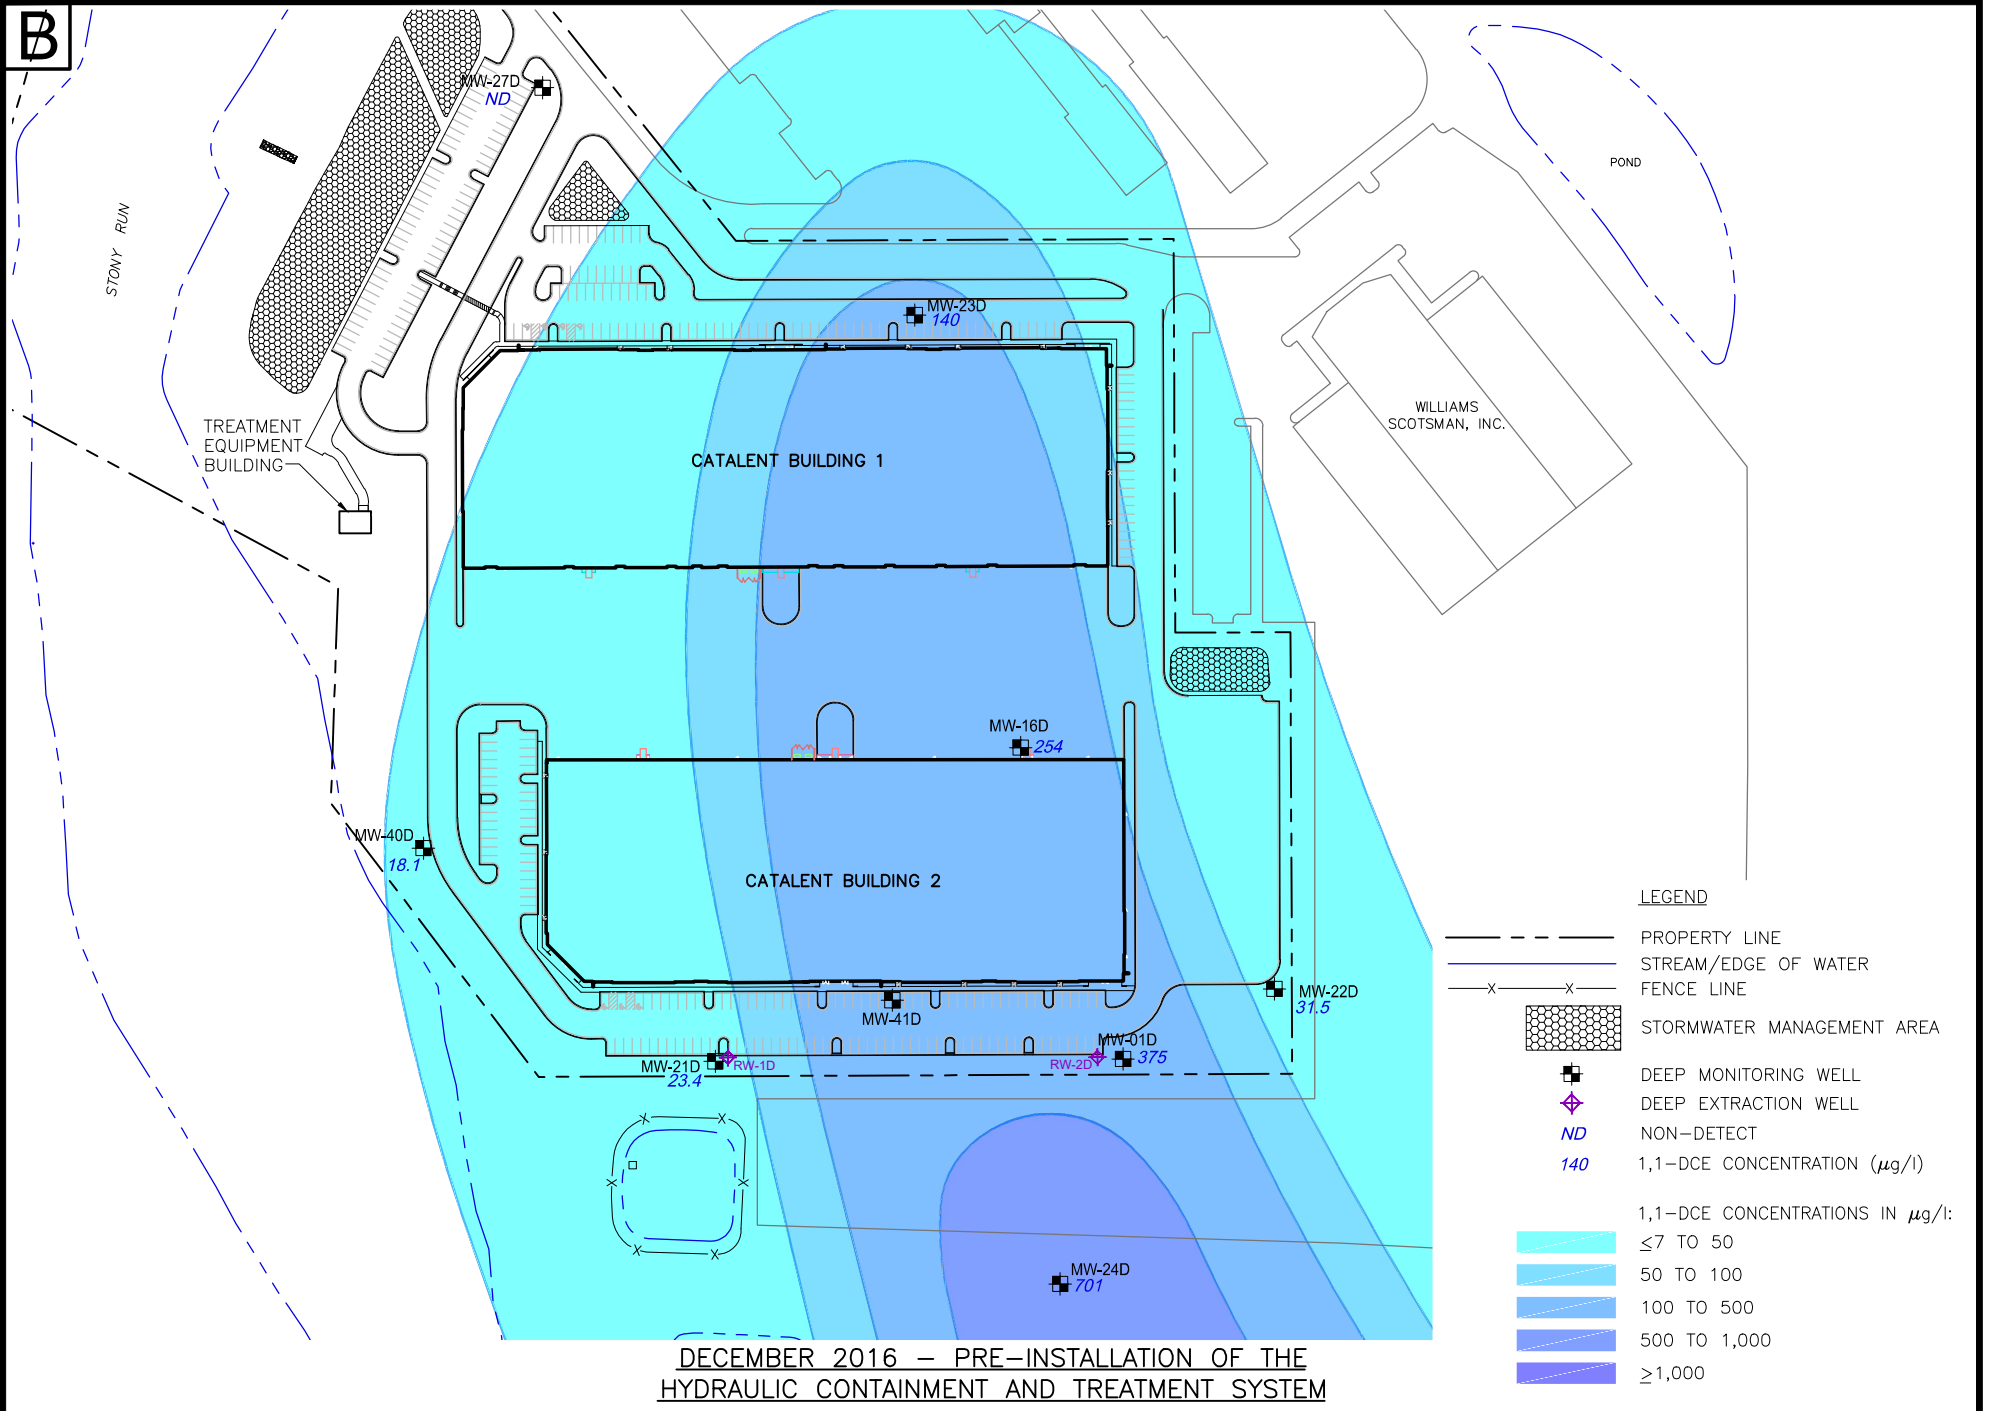 B
MW-27D
ND
STONY RUN
POND
MW-23D
140
WILLIAMS
SCOTSMAN, INC.
TREATMENT
EQUIPMENT
BUILDING
CATALENT BUILDING 1
MW-16D
254
MW-40D
18.1
CATALENT BUILDING 2
MW-41D
MW-22D
31.5
MW-21D
23.4
RW-1D
RW-2D
MW-01D
375
X
X
X
X
X
X
MW-24D
701
LEGEND
PROPERTY LINE
STREAM/EDGE OF WATER
X X FENCE LINE
STORMWATER MANAGEMENT AREA
DEEP MONITORING WELL
DEEP EXTRACTION WELL
ND NON-DETECT
140 1,1-DCE CONCENTRATION (µg/l)
1,1-DCE CONCENTRATIONS IN µg/l:
≤7 TO 50
50 TO 100
100 TO 500
500 TO 1,000
≥1,000
DECEMBER 2016 – PRE-INSTALLATION OF THE
HYDRAULIC CONTAINMENT AND TREATMENT SYSTEM